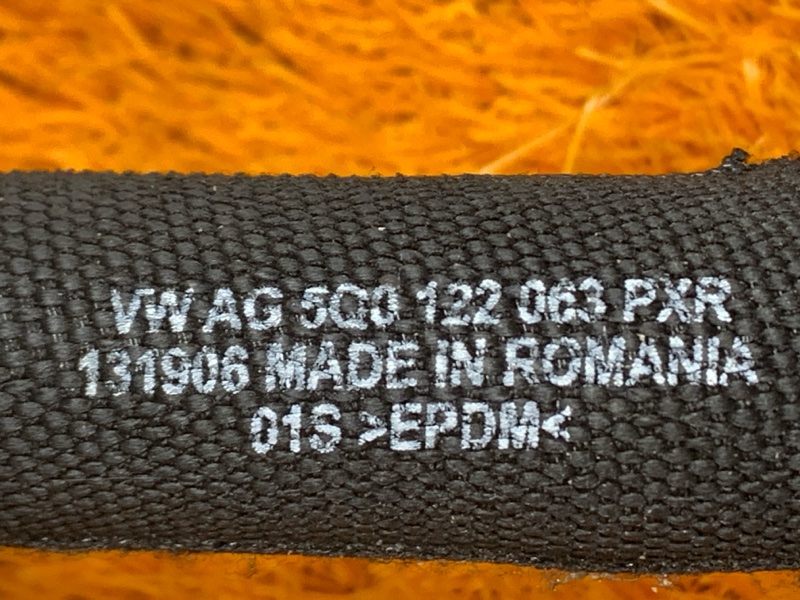 VW AG 5Q0 122 063 PXR
131906 MADE IN ROMANIA
01S >EPDM<